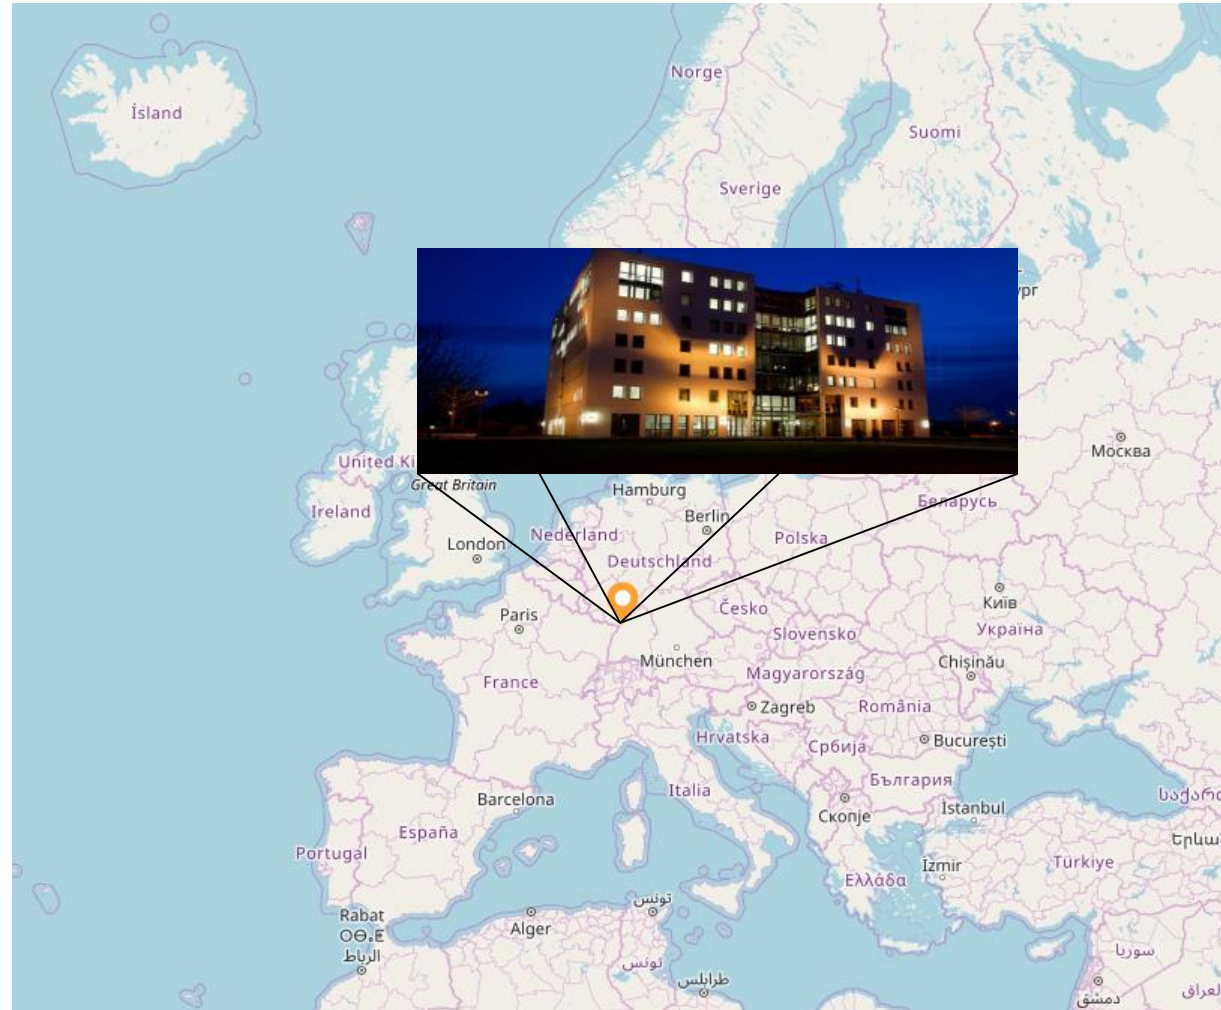 Norge
Ísland
Suomi
Sverige
ург
Москва
United Ki
Great Britain
Hamburg
Беларусь
Ireland
Berlin
Nederland
Polska
London
Deutschland
Київ
Česko
Paris
Україна
Slovensko
München
Chișinău
Magyarország
France
Zagreb
România
Hrvatska
București
Србија
България
Italia
Barcelona
İstanbul
Скопје
España
Portugal
Türkiye
İzmir
Ελλάδα
تونس
Rabat
ⵔⴱⴰⵟ
الرباط
Alger
سوريا
تونس
طرابلس
العراق
دمشق